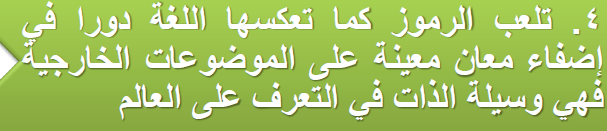 ٤. تلعب الرموز كما تعكسها اللغة دورا في
إضفاء معان معينة على الموضوعات الخارجية
فهي وسيلة الذات في التعرف على العالم